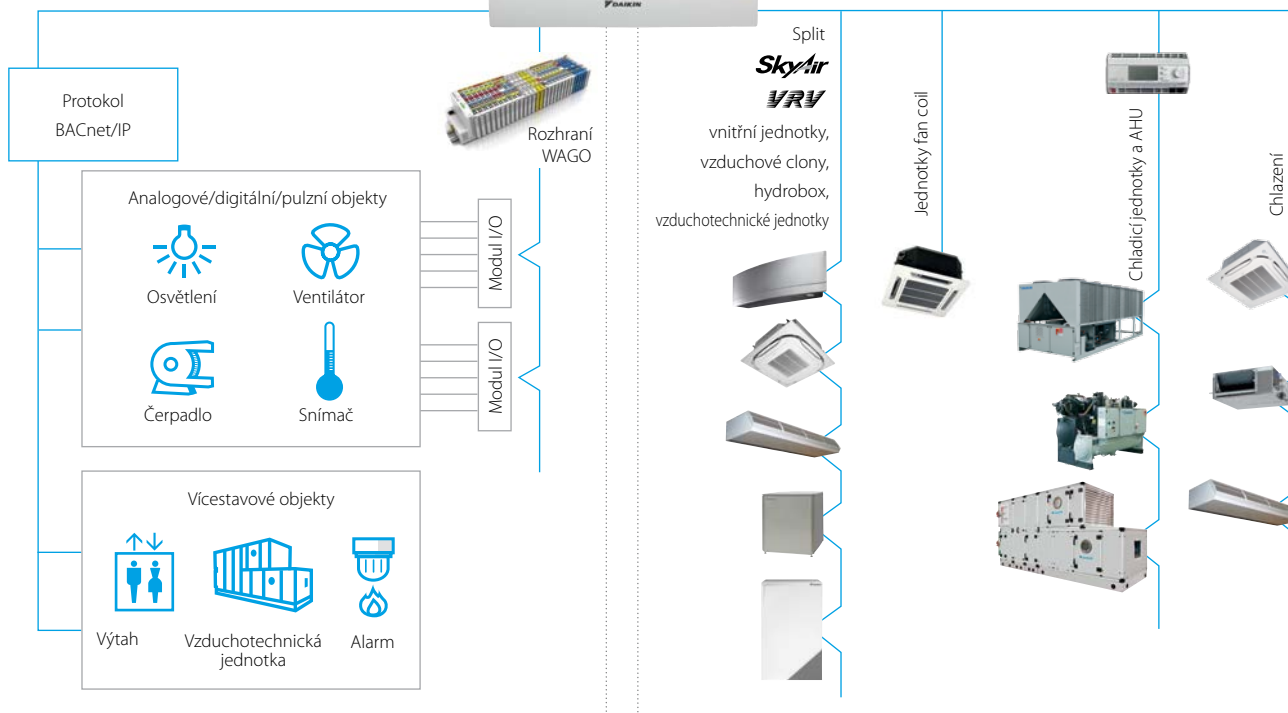 DAIKIN
Protokol
BACnet/IP
Rozhraní
WAGO
Analogové/digitální/pulzní objekty
Osvětlení
Ventilátor
Čerpadlo
Snímač
Modul I/O
Modul I/O
Vícestavové objekty
Výtah
Vzduchotechnická
jednotka
Alarm
Split
SkyAir
VRV
vnitřní jednotky,
vzduchové clony,
hydrobox,
vzduchotechnické jednotky
Jednotky fan coil
Chladicí jednotky a AHU
Chlazení